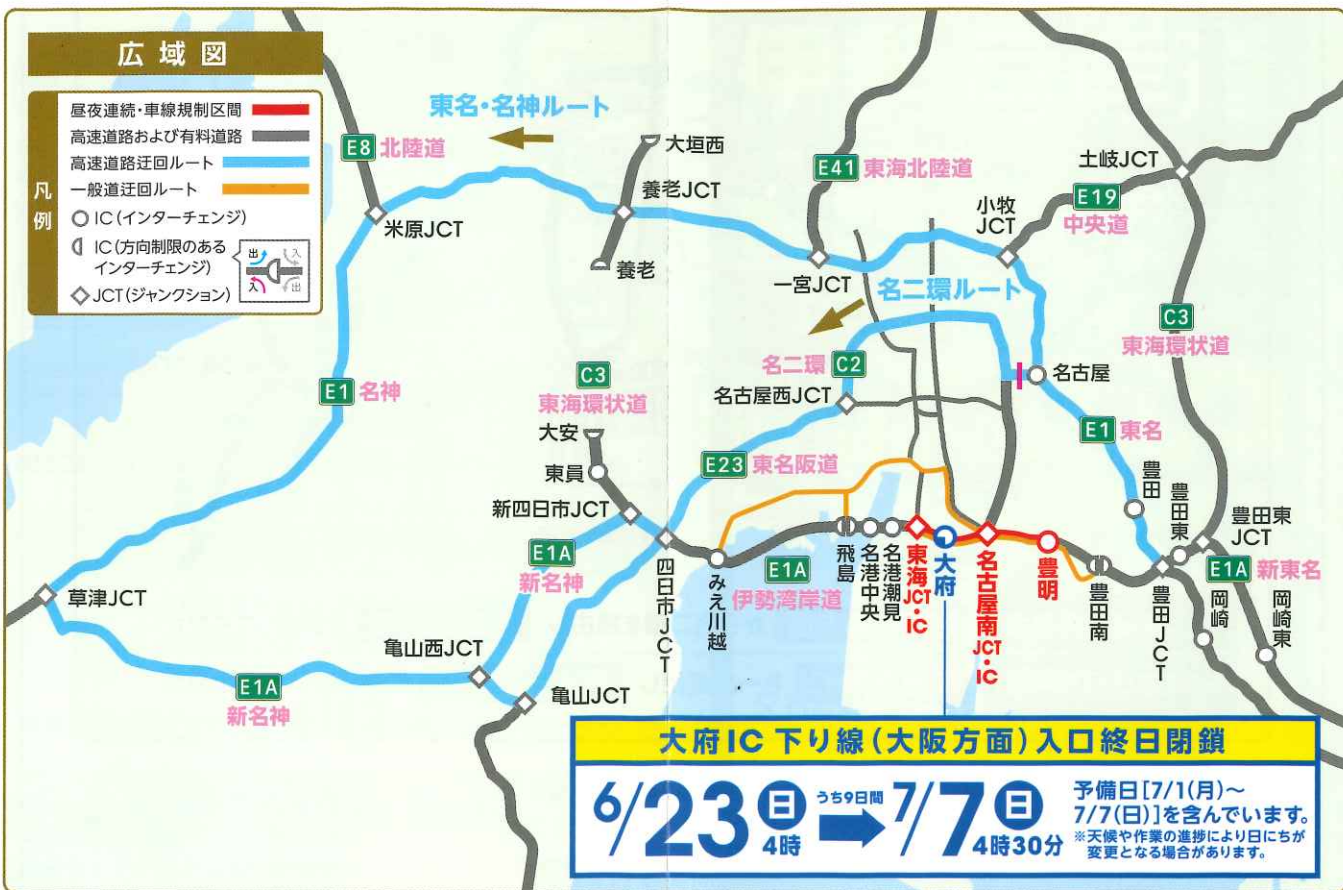 広域図
凡例
昼夜連続・車線規制区間
高速道路および有料道路
高速道路迂回ルート
一般道迂回ルート
IC(インターチェンジ)
IC(方向制限のある
インターチェンジ)
出 入
入 出
JCT(ジャンクション)
東名・名神ルート
E8 北陸道
大垣西
養老JCT
米原JCT
養老
E41 東海北陸道
土岐JCT
E19
中央道
小牧
JCT
一宮JCT
名二環ルート
C3
東海環状道
E1 名神
名二環 C2
名古屋
名古屋西JCT
C3
東海環状道
大安
東員
E23 東名阪道
E1 東名
新四日市JCT
豊田
豊田東
豊田東
JCT
E1A
新名神
四日市JCT
みえ川越
E1A
伊勢湾岸道
飛島
名港中央
名港潮見
東海JCT・IC
大府
名古屋南JCT・IC
豊明
豊田南
豊田JCT
E1A 新東名
岡崎
岡崎東
草津JCT
亀山西JCT
E1A
新名神
亀山JCT
大府IC 下り線(大阪方面)入口終日閉鎖
6/23 日 4時
うち9日間
7/7 日 4時30分
予備日[7/1(月)~
7/7(日)]を含んでいます。
※天候や作業の進捗により日にちが
変更となる場合があります。